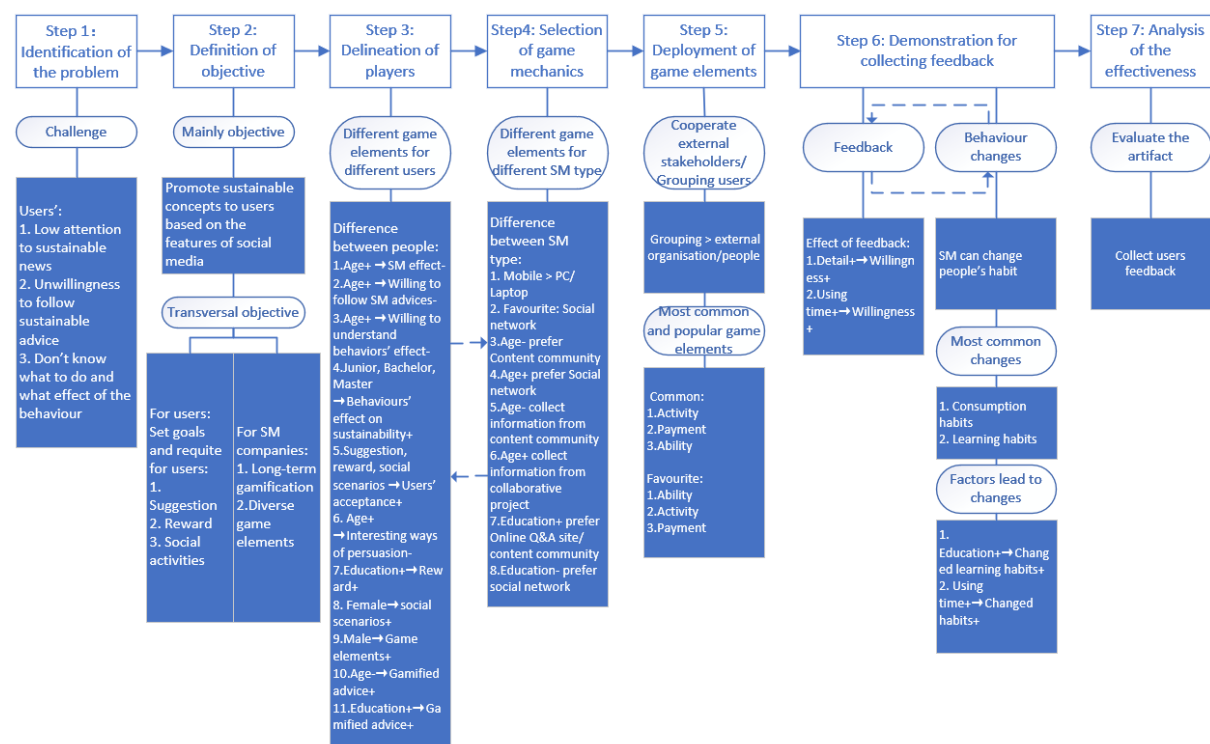 Step 1:
Identification of
the problem
Challenge
Users’:
1. Low attention
to sustainable
news
2. Unwillingness
to follow
sustainable
advice
3. Don’t know
what to do and
what effect of the
behaviour
Step 2:
Definition of
objective
Mainly objective
Promote sustainable
concepts to users
based on the
features of social
media
Transversal objective
For users:
Set goals
and requite
for users:
1.
Suggestion
2. Reward
3. Social
activities
For SM
companies:
1. Long-term
gamification
2.Diverse
game
elements
Step 3:
Delineation of
players
Different game
elements for
different users
Difference
between people:
1.Age+→SM effect-
2.Age+→Willing to
follow SM advices-
3.Age+→Willing to
understand
behaviors’ effect-
4.Junior, Bachelor,
Master
→Behaviours’
effect on
sustainability+
5.Suggestion,
reward, social
scenarios→Users’
acceptance+
6. Age+
→Interesting ways
of persuasion-
7.Education+→Rew
ard+
8. Female→social
scenarios+
9.Male→Game
elements+
10.Age-→Gamified
advice+
11.Education+→Ga
mified advice+
Step4: Selection
of game
mechanics
Different game
elements for
different SM type
Difference
between SM
type:
1. Mobile > PC/
Laptop
2. Favourite: Social
network
3.Age- prefer
Content community
4.Age+ prefer Social
network
5.Age- collect
information from
content community
6.Age+ collect
information from
collaborative
project
7.Education+ prefer
Online Q&A site/
content community
8.Education- prefer
social network
Step 5:
Deployment of
game elements
Cooperate
external
stakeholders/
Grouping users
Grouping > external
organisation/people
Most common
and popular game
elements
Common:
1.Activity
2.Payment
3.Ability
Favourite:
1.Ability
2.Activity
3.Payment
Step 6: Demonstration for
collecting feedback
Feedback
Effect of feedback:
1.Detail+→Willingn
ess+
2.Using
time+→Willingness
+
Behaviour
changes
SM can change
people’s habit
Most common
changes
1. Consumption
habits
2. Learning habits
Factors lead to
changes
1.
Education+→Chang
ed learning habits+
2. Using
time+→Changed
habits+
Step 7: Analysis
of the
effectiveness
Evaluate the
artifact
Collect users
feedback